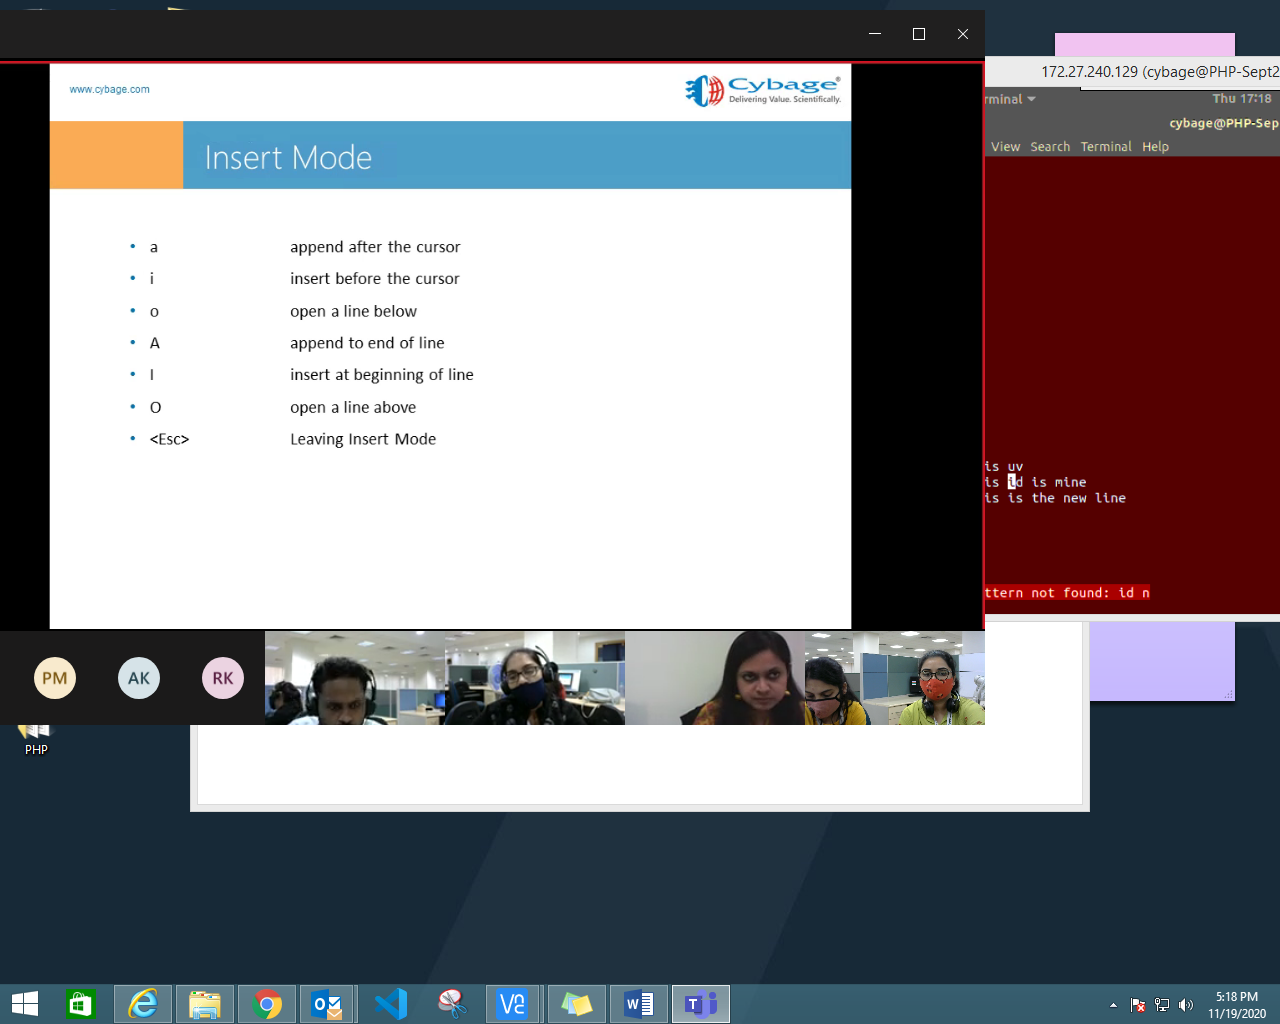 www.cybage.com
Cybage®
Delivering Value. Scientifically.
Insert Mode
• a append after the cursor
• i insert before the cursor
• o open a line below
• A append to end of line
• I insert at beginning of line
• O open a line above
• <Esc> Leaving Insert Mode
172.27.240.129 (cybage@PHP-Sept2
rminal Thu 17:18
cybage@PHP-Sep
View Search Terminal Help
is uv
is id is mine
is is the new line
ttern not found: id n
PM AK RK
PHP
5:18 PM
11/19/2020